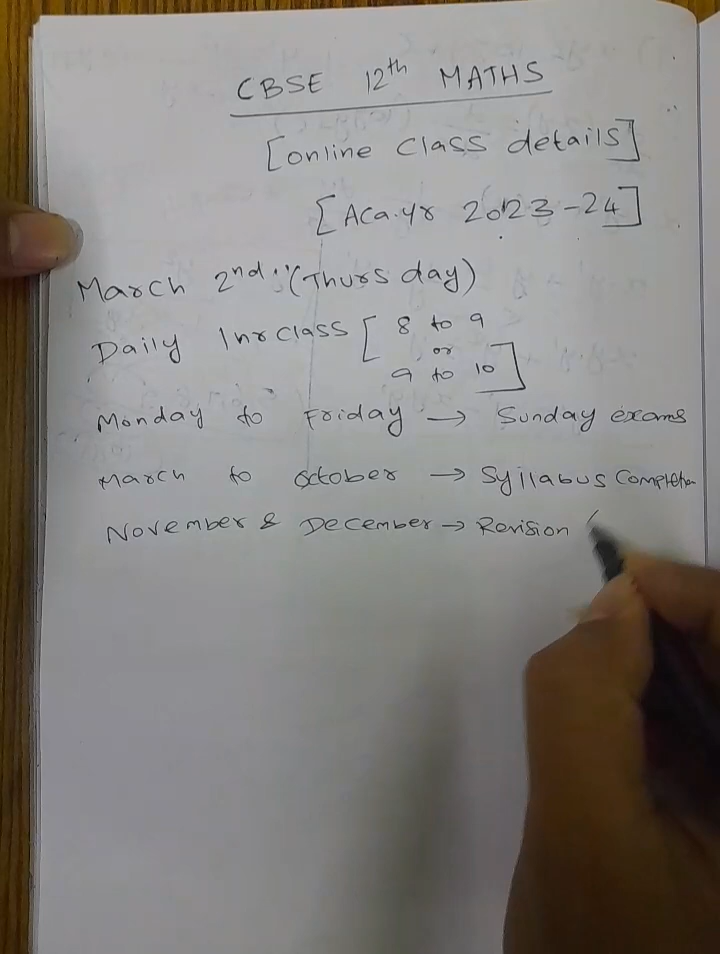 CBSE 12th MATHS
[online class details]
[Aca.yr 2023-24]
March 2nd. (Thursday)
Daily 1hr class [ 8 to 9
or
9 to 10 ]
Monday to Friday → Sunday exams
March to october → Syllabus Completion
November & December → Revision (